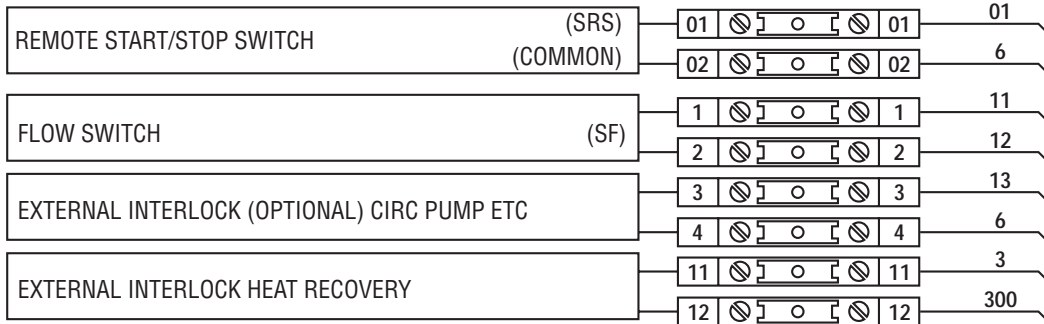 REMOTE START/STOP SWITCH (SRS) 01 01 01
(COMMON) 02 02 6
FLOW SWITCH (SF) 1 1 11
2 2 12
EXTERNAL INTERLOCK (OPTIONAL) CIRC PUMP ETC 3 3 13
4 4 6
EXTERNAL INTERLOCK HEAT RECOVERY 11 11 3
12 12 300